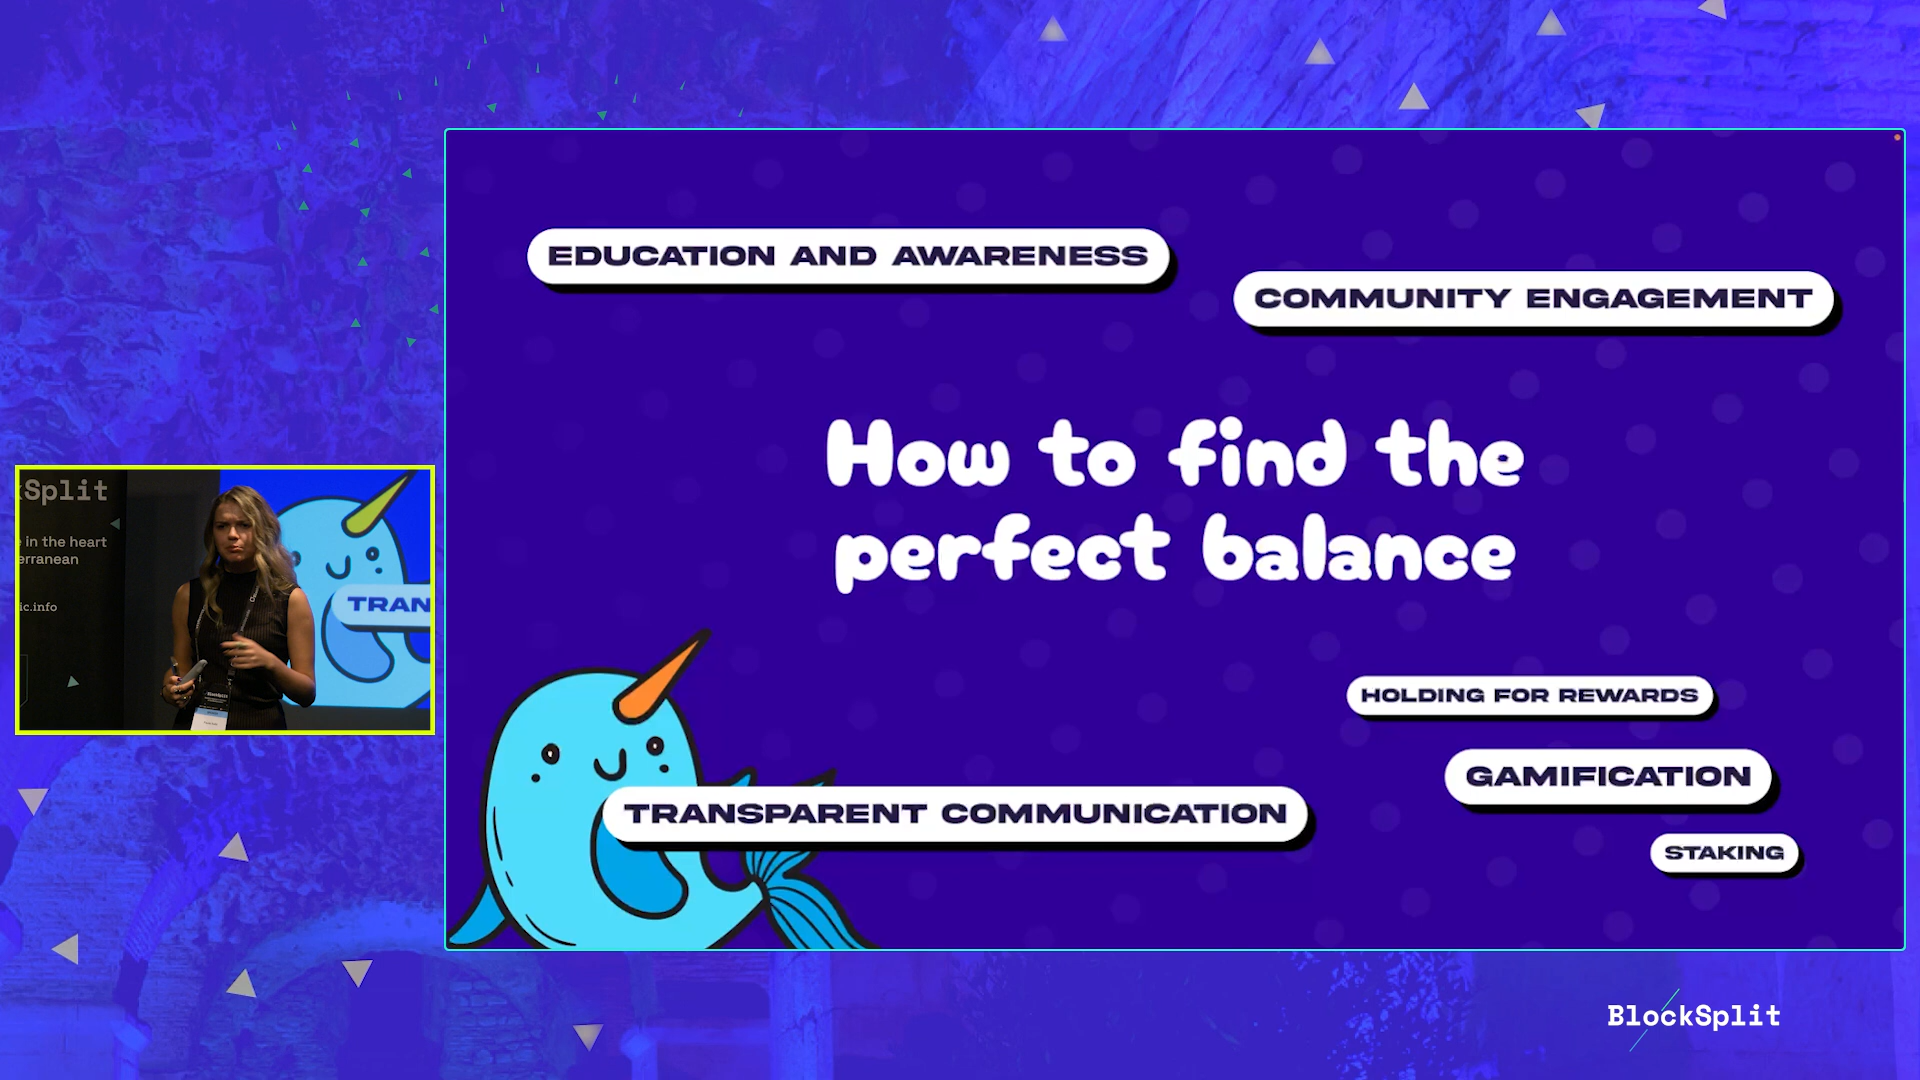 EDUCATION AND AWARENESS
COMMUNITY ENGAGEMENT
How to find the
perfect balance
HOLDING FOR REWARDS
GAMIFICATION
TRANSPARENT COMMUNICATION
STAKING
kSplit
in the heart
erranean
ic.info
TRAN
BlockSplit